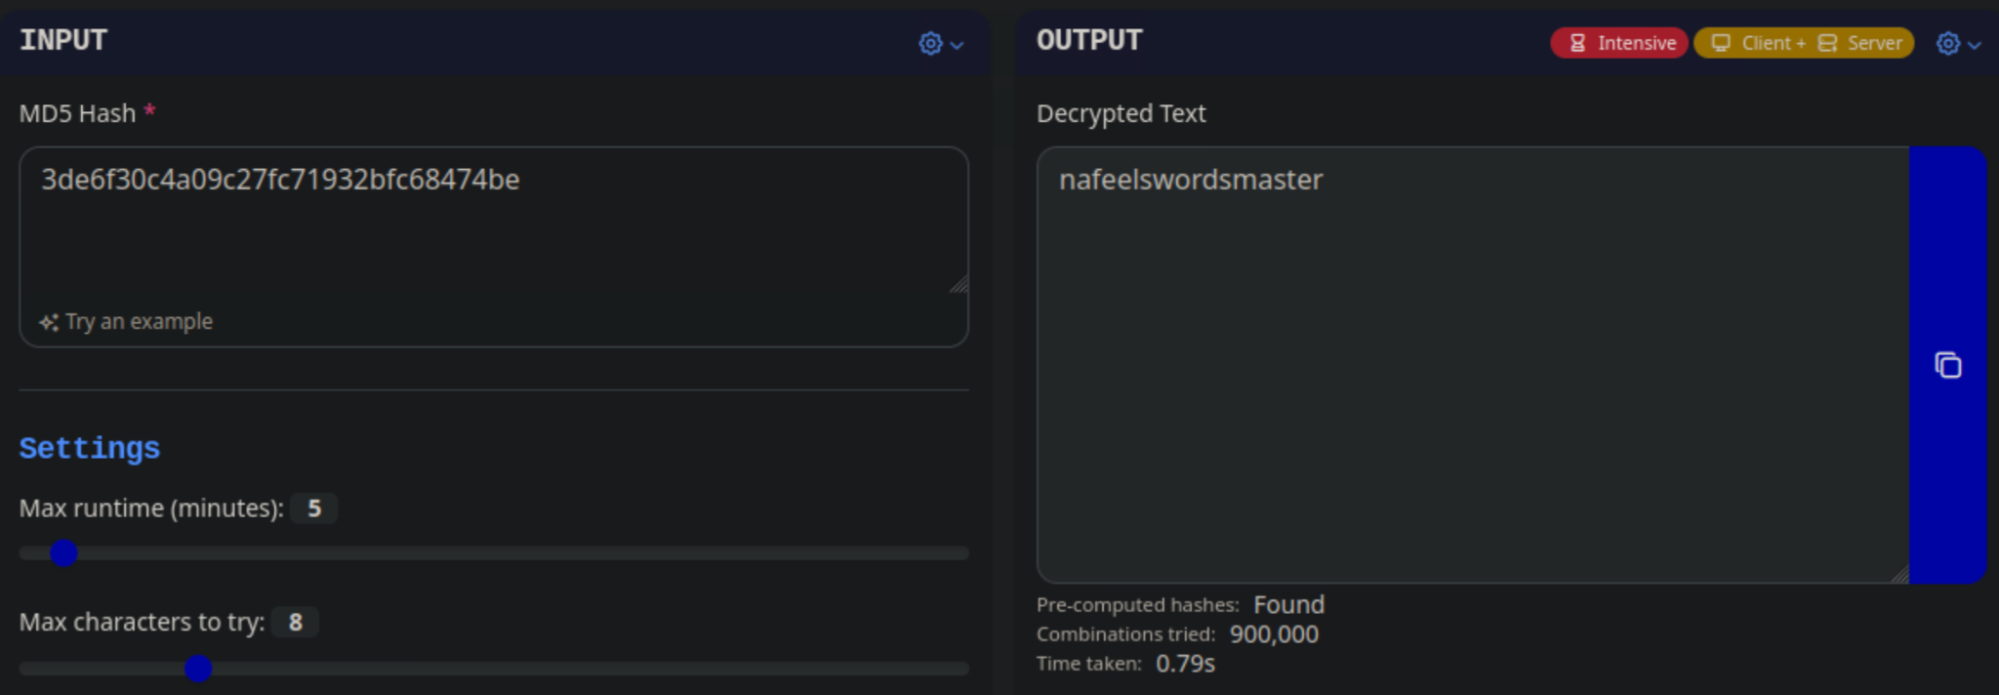 INPUT
MD5 Hash *
3de6f30c4a09c27fc71932bfc68474be
Try an example
Settings
Max runtime (minutes): 5
Max characters to try: 8
OUTPUT
Intensive
Client + Server
Decrypted Text
nafeelswordsmaster
Pre-computed hashes: Found
Combinations tried: 900,000
Time taken: 0.79s